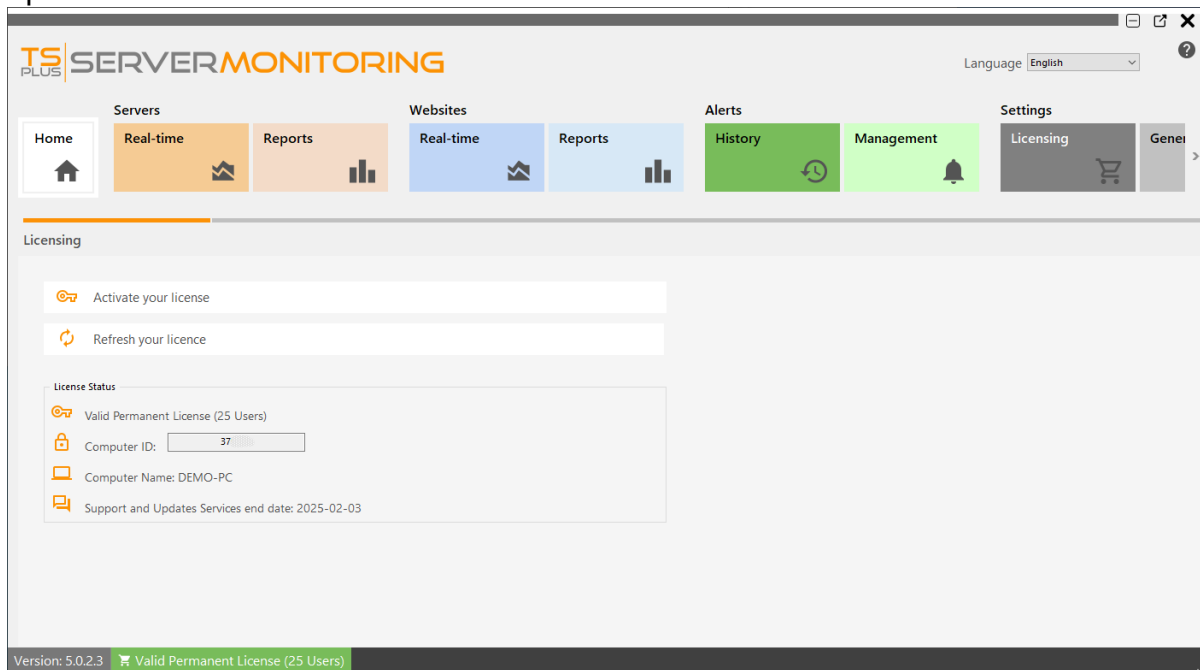 TS PLUS SERVERMONITORING
Language English
Servers
Websites
Alerts
Settings
Home
Real-time
Reports
Real-time
Reports
History
Management
Licensing
Gener
Licensing
Activate your license
Refresh your licence
License Status
Valid Permanent License (25 Users)
Computer ID: 37
Computer Name: DEMO-PC
Support and Updates Services end date: 2025-02-03
Version: 5.0.2.3 Valid Permanent License (25 Users)